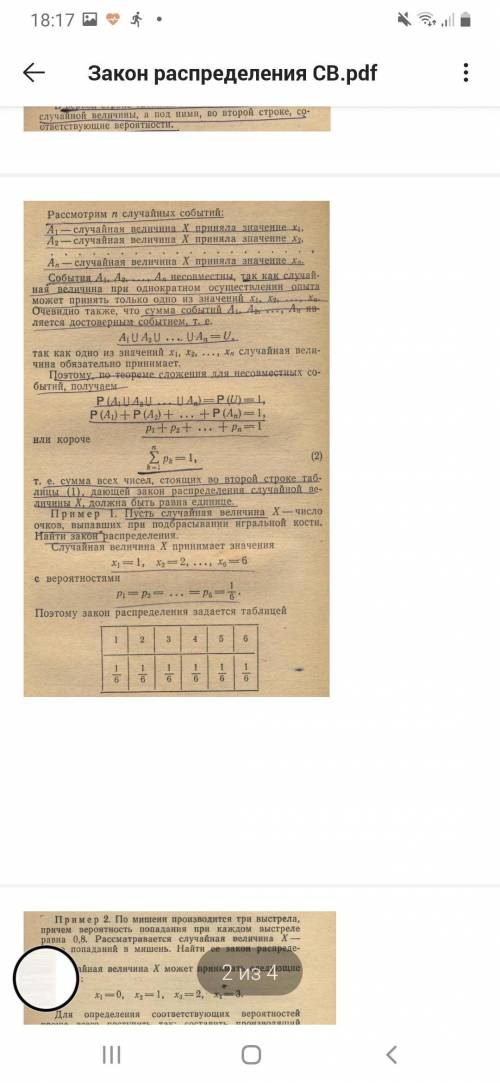 18:17
Закон распределения СВ.pdf
случайной величины, а под ними, во второй строке, со-
ответствующие вероятности.
Рассмотрим n случайных событий:
A₁ — случайная величина X приняла значение x₁,
A₂ — случайная величина X приняла значение x₂,
. . . . . . . . . . . . . . . . . . . .
Aₙ — случайная величина X приняла значение xₙ.
События A₁, A₂, ..., Aₙ несовместны, так как случай-
ная величина при однократном осуществлении опыта
может принять только одно из значений x₁, x₂, ..., xₙ.
Очевидно также, что сумма событий A₁, A₂, ..., Aₙ яв-
ляется достоверным событием, т. е.
A₁ ∪ A₂ ∪ ... ∪ Aₙ = U,
так как одно из значений x₁, x₂, ..., xₙ случайная вели-
чина обязательно принимает.
Поэтому, по теореме сложения для несовместных со-
бытий, получаем
P (A₁ ∪ A₂ ∪ ... ∪ Aₙ) = P (U) = 1,
P (A₁) + P (A₂) + ... + P (Aₙ) = 1,
p₁ + p₂ + ... + pₙ = 1
или короче
n
∑ pₖ = 1, (2)
k=1
т. е. сумма всех чисел, стоящих во второй строке таб-
лицы (1), дающей закон распределения случайной ве-
личины X, должна быть равна единице.
Пример 1. Пусть случайная величина X — число
очков, выпавших при подбрасывании игральной кости.
Найти закон распределения.
Случайная величина X принимает значения
x₁ = 1, x₂ = 2, ..., x₆ = 6
с вероятностями
p₁ = p₂ = ... = p₆ = 1/6.
Поэтому закон распределения задается таблицей
1 2 3 4 5 6
1/6 1/6 1/6 1/6 1/6 1/6
Пример 2. По мишени производится три выстрела,
причем вероятность попадания при каждом выстреле
равна 0,8. Рассматривается случайная величина X —
попаданий в мишень. Найти ее закон распреде-
величина X может
2 из 4
x₁ = 0, x₂ = 1, x₃ = 2, x₄ = 3.
Для определения соответствующих вероятностей